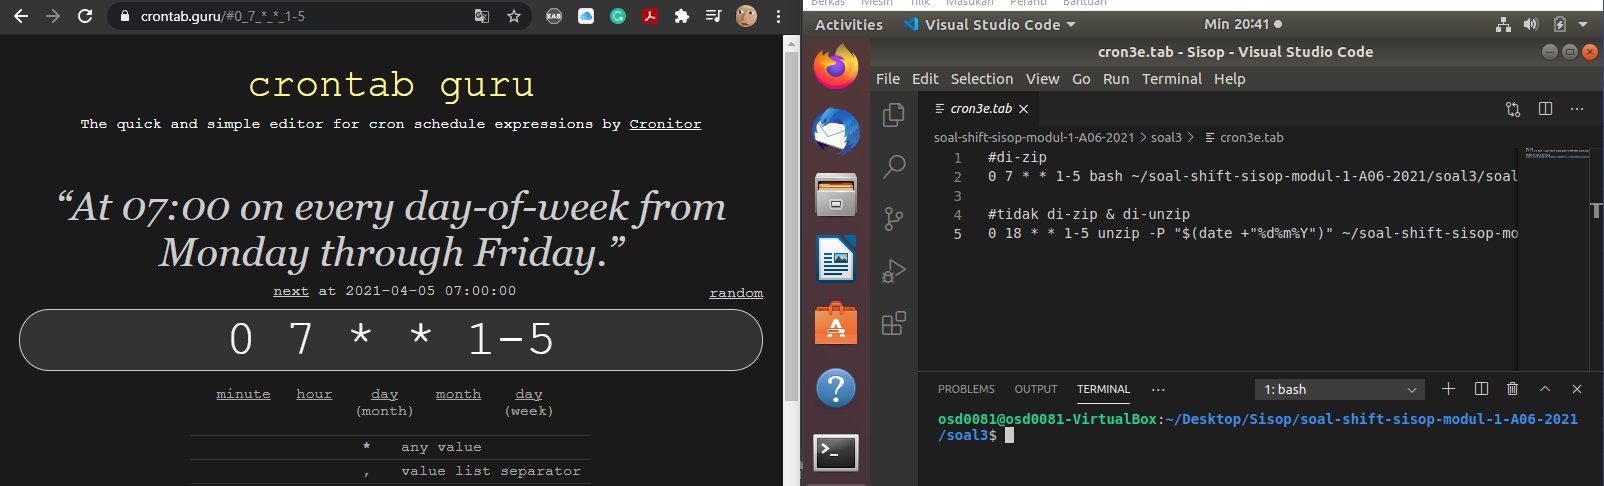 crontab.guru/#0_7_*_*_1-5
EAB
crontab guru
The quick and simple editor for cron schedule expressions by Cronitor
“At 07:00 on every day-of-week from
Monday through Friday.”
next at 2021-04-05 07:00:00
random
0 7 * * 1-5
minute hour day month day
(month) (week)
* any value
, value list separator
Berkas Mesin Tilik Masukan Peranti Bantuan
Activities Visual Studio Code Min 20:41
cron3e.tab - Sisop - Visual Studio Code
File Edit Selection View Go Run Terminal Help
cron3e.tab
soal-shift-sisop-modul-1-A06-2021 > soal3 > cron3e.tab
1 #di-zip
2 0 7 * * 1-5 bash ~/soal-shift-sisop-modul-1-A06-2021/soal3/soal
3
4 #tidak di-zip & di-unzip
5 0 18 * * 1-5 unzip -P "$(date +"%d%m%Y")" ~/soal-shift-sisop-mo
PROBLEMS OUTPUT TERMINAL ··· 1: bash
osd0081@osd0081-VirtualBox:~/Desktop/Sisop/soal-shift-sisop-modul-1-A06-2021
/soal3$